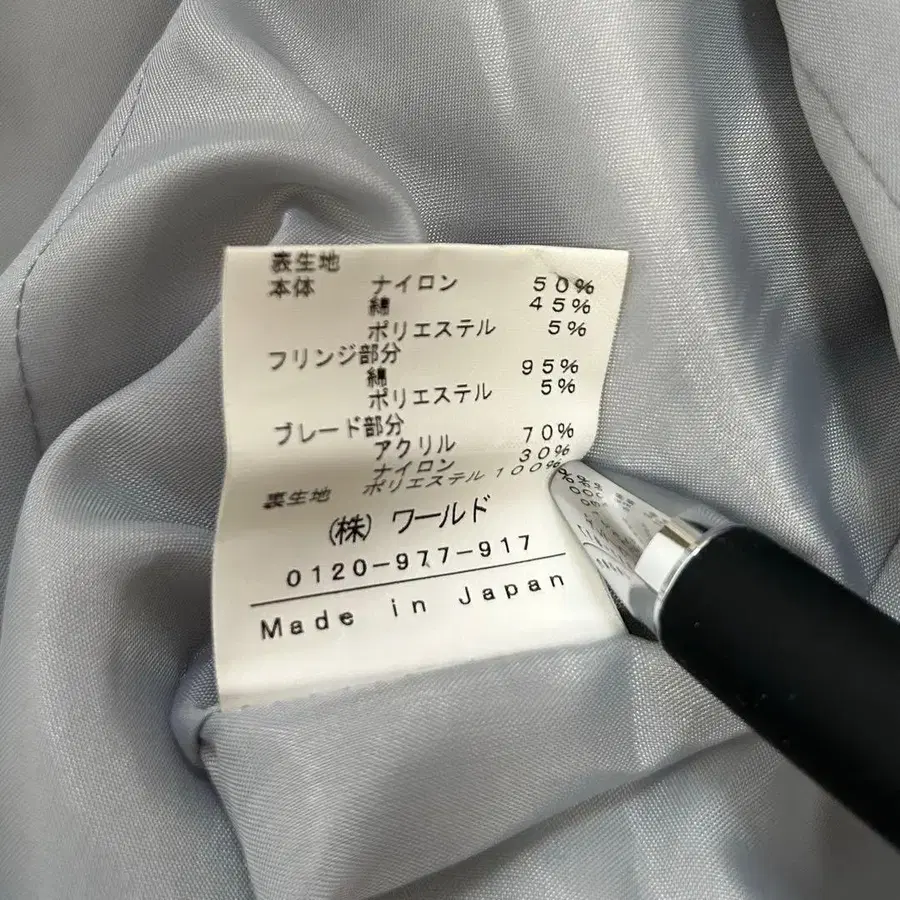 表生地
本体 ナイロン 50%
綿 45%
ポリエステル 5%
フリンジ部分
綿 95%
ポリエステル 5%
ブレード部分
アクリル 70%
ナイロン 30%
裏生地 ポリエステル 100%
(株) ワールド
0120-977-917
Made in Japan